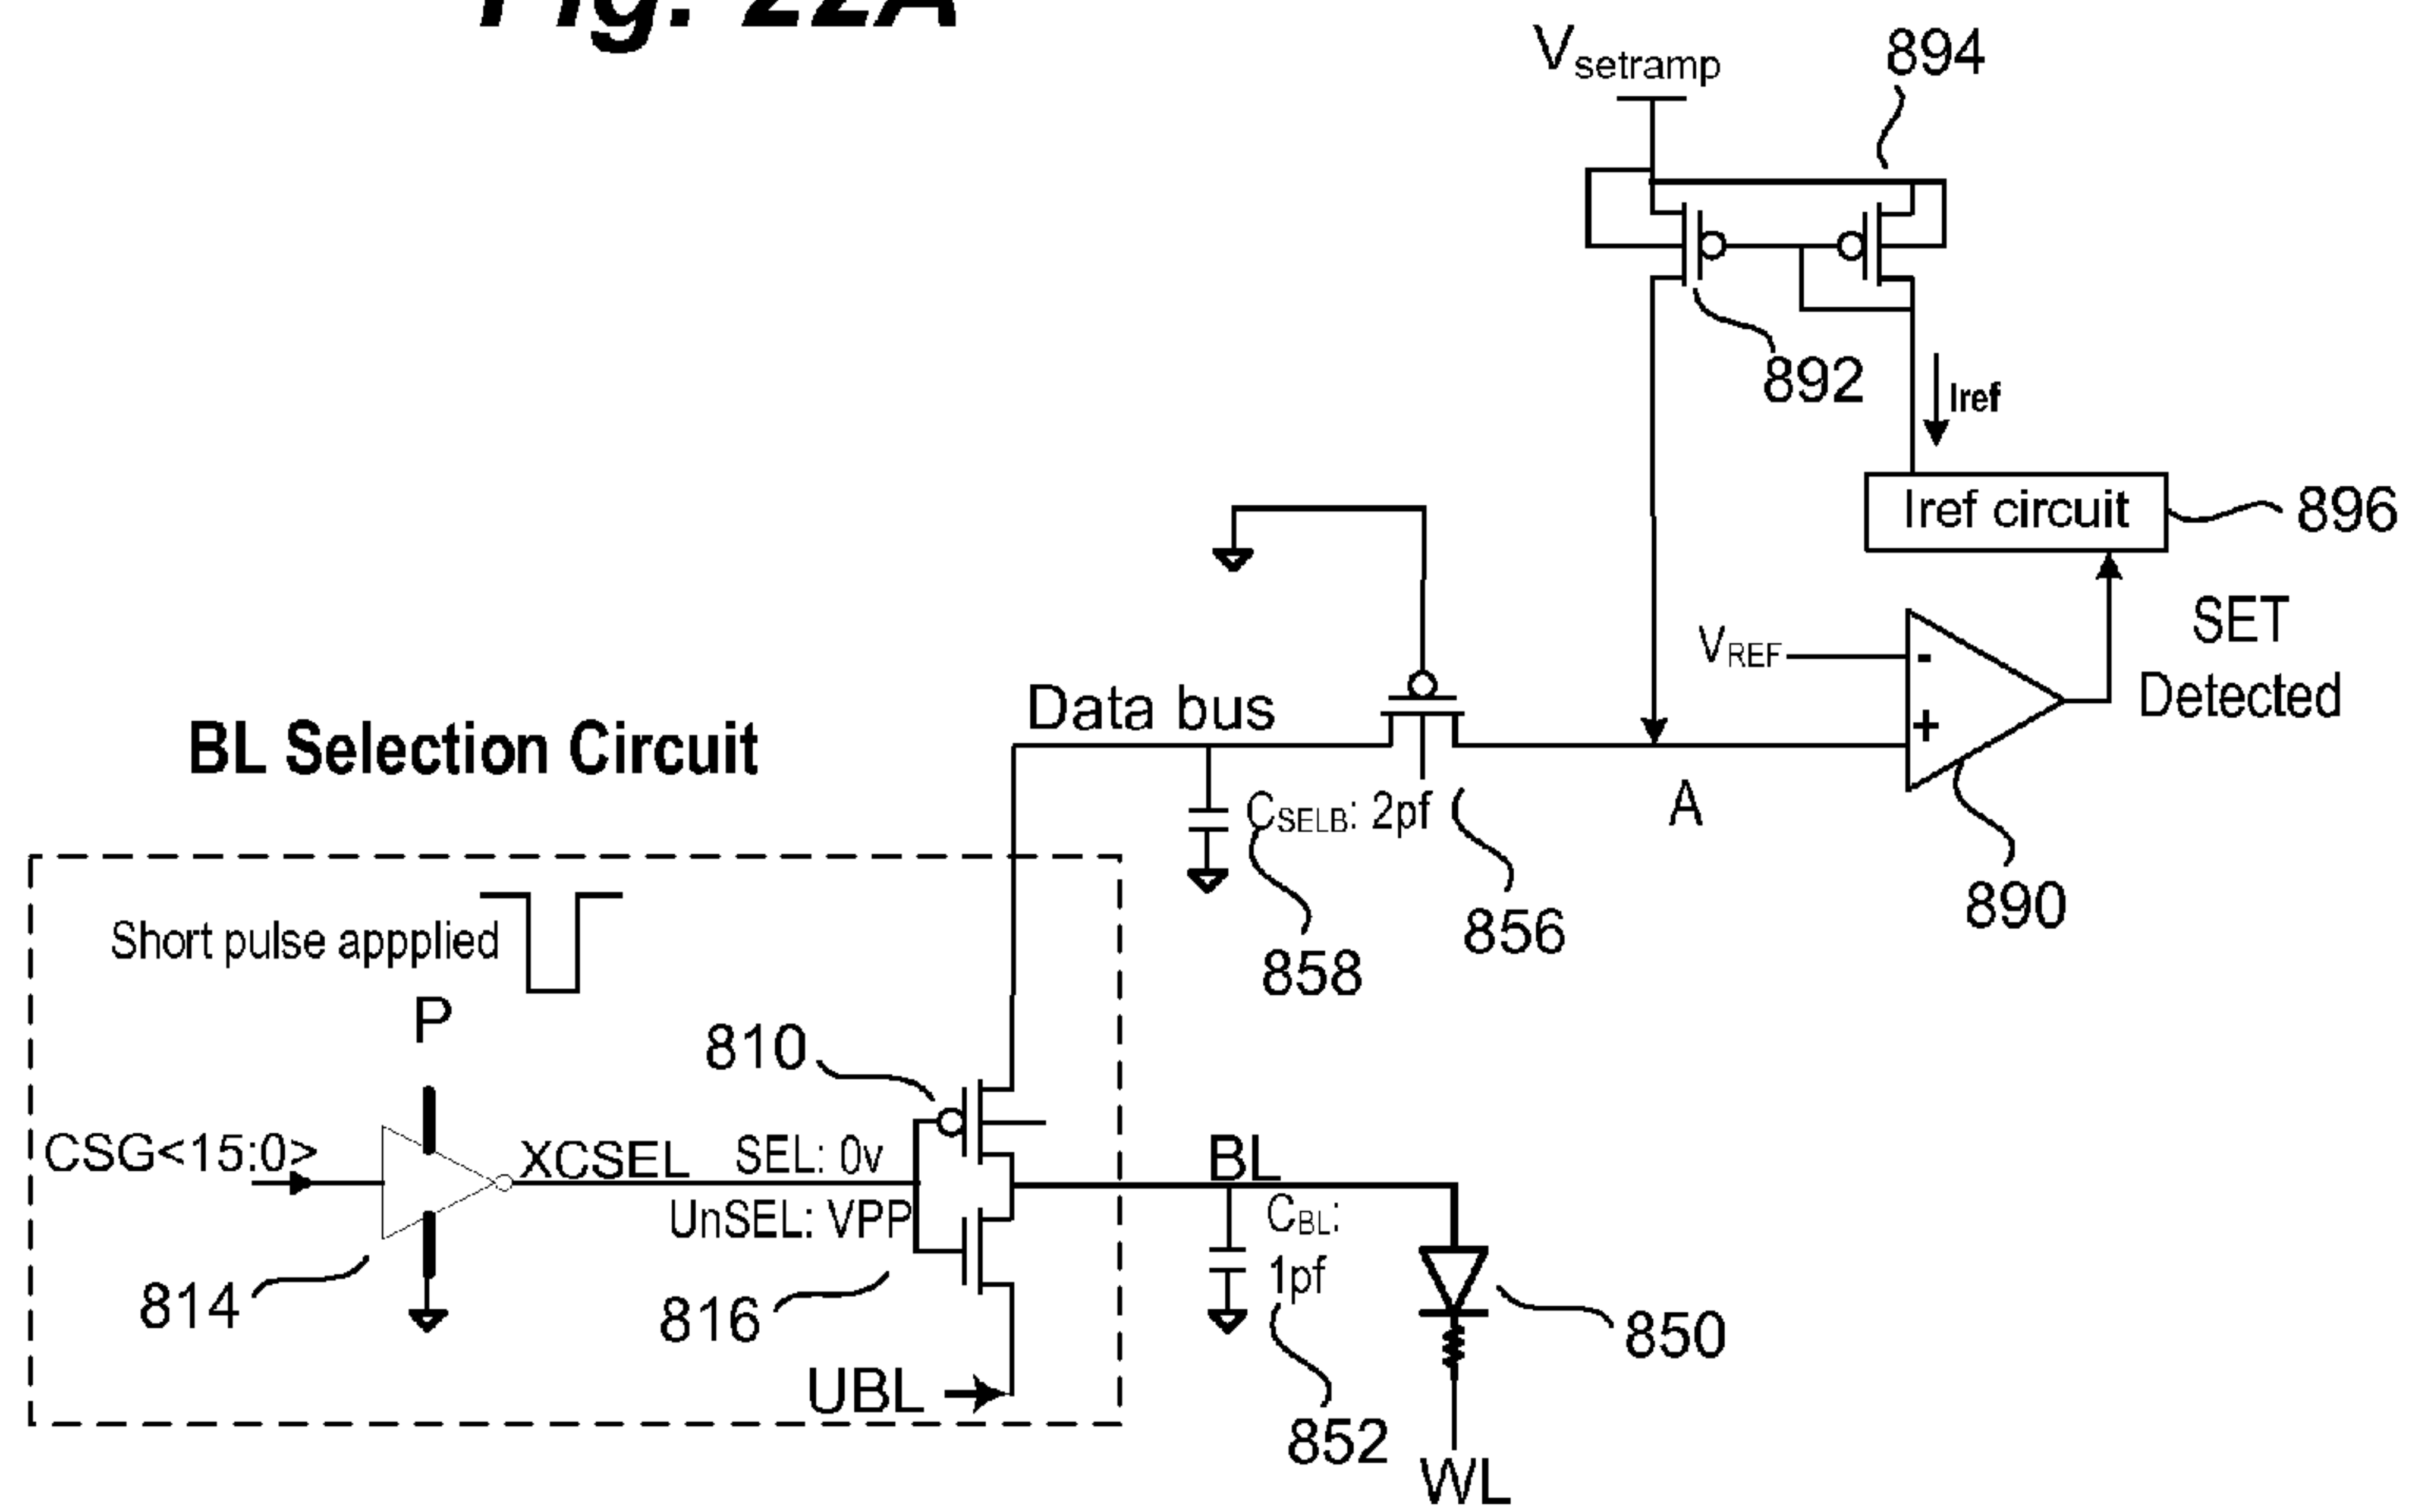 Fig. 22A
Vsetramp
894
892
Iref
Iref circuit
896
VREF
-
+
SET
Detected
Data bus
BL Selection Circuit
CSELB: 2pf
A
890
856
858
Short pulse appplied
P
810
CSG<15:0>
XCSEL
SEL: 0v
UnSEL: VPP
BL
CBL:
1pf
814
816
850
UBL
852
WL